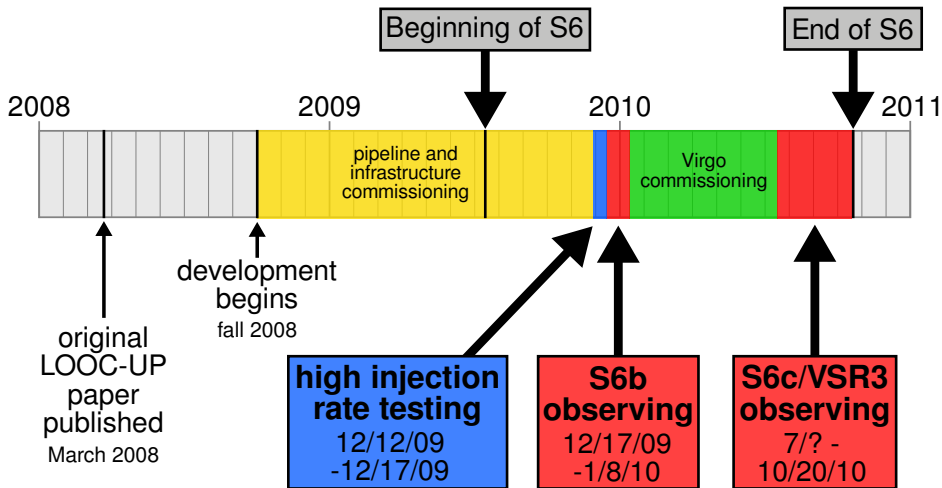 Beginning of S6
End of S6
2008
2009
2010
2011
pipeline and
infrastructure
commissioning
Virgo
commissioning
original
LOOC-UP
paper
published
March 2008
development
begins
fall 2008
high injection
rate testing
12/12/09
-12/17/09
S6b
observing
12/17/09
-1/8/10
S6c/VSR3
observing
7/? -
10/20/10